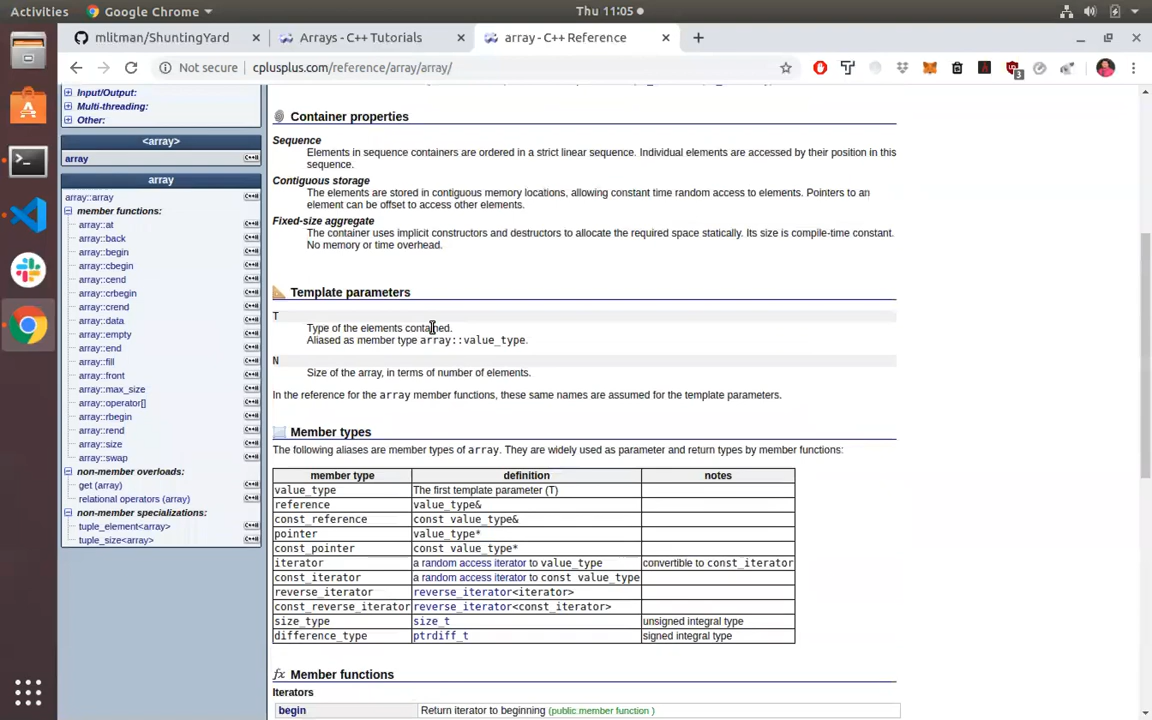 Activities Google Chrome Thu 11:05
mlitman/ShuntingYard Arrays - C++ Tutorials array - C++ Reference
Not secure cplusplus.com/reference/array/array/ 3
Input/Output:
Multi-threading:
Other:
<array>
array
array
array::array
member functions:
array::at
array::back
array::begin
array::cbegin
array::cend
array::crbegin
array::crend
array::data
array::empty
array::end
array::fill
array::front
array::max_size
array::operator[]
array::rbegin
array::rend
array::size
array::swap
non-member overloads:
get (array)
relational operators (array)
non-member specializations:
tuple_element<array>
tuple_size<array>
Container properties
Sequence
Elements in sequence containers are ordered in a strict linear sequence. Individual elements are accessed by their position in this
sequence.
Contiguous storage
The elements are stored in contiguous memory locations, allowing constant time random access to elements. Pointers to an
element can be offset to access other elements.
Fixed-size aggregate
The container uses implicit constructors and destructors to allocate the required space statically. Its size is compile-time constant.
No memory or time overhead.
Template parameters
T
Type of the elements contained.
Aliased as member type array::value_type.
N
Size of the array, in terms of number of elements.
In the reference for the array member functions, these same names are assumed for the template parameters.
Member types
The following aliases are member types of array. They are widely used as parameter and return types by member functions:
member type definition notes
value_type The first template parameter (T)
reference value_type&
const_reference const value_type&
pointer value_type*
const_pointer const value_type*
iterator a random access iterator to value_type convertible to const_iterator
const_iterator a random access iterator to const value_type
reverse_iterator reverse_iterator<iterator>
const_reverse_iterator reverse_iterator<const_iterator>
size_type size_t unsigned integral type
difference_type ptrdiff_t signed integral type
fx Member functions
Iterators
begin Return iterator to beginning (public member function )